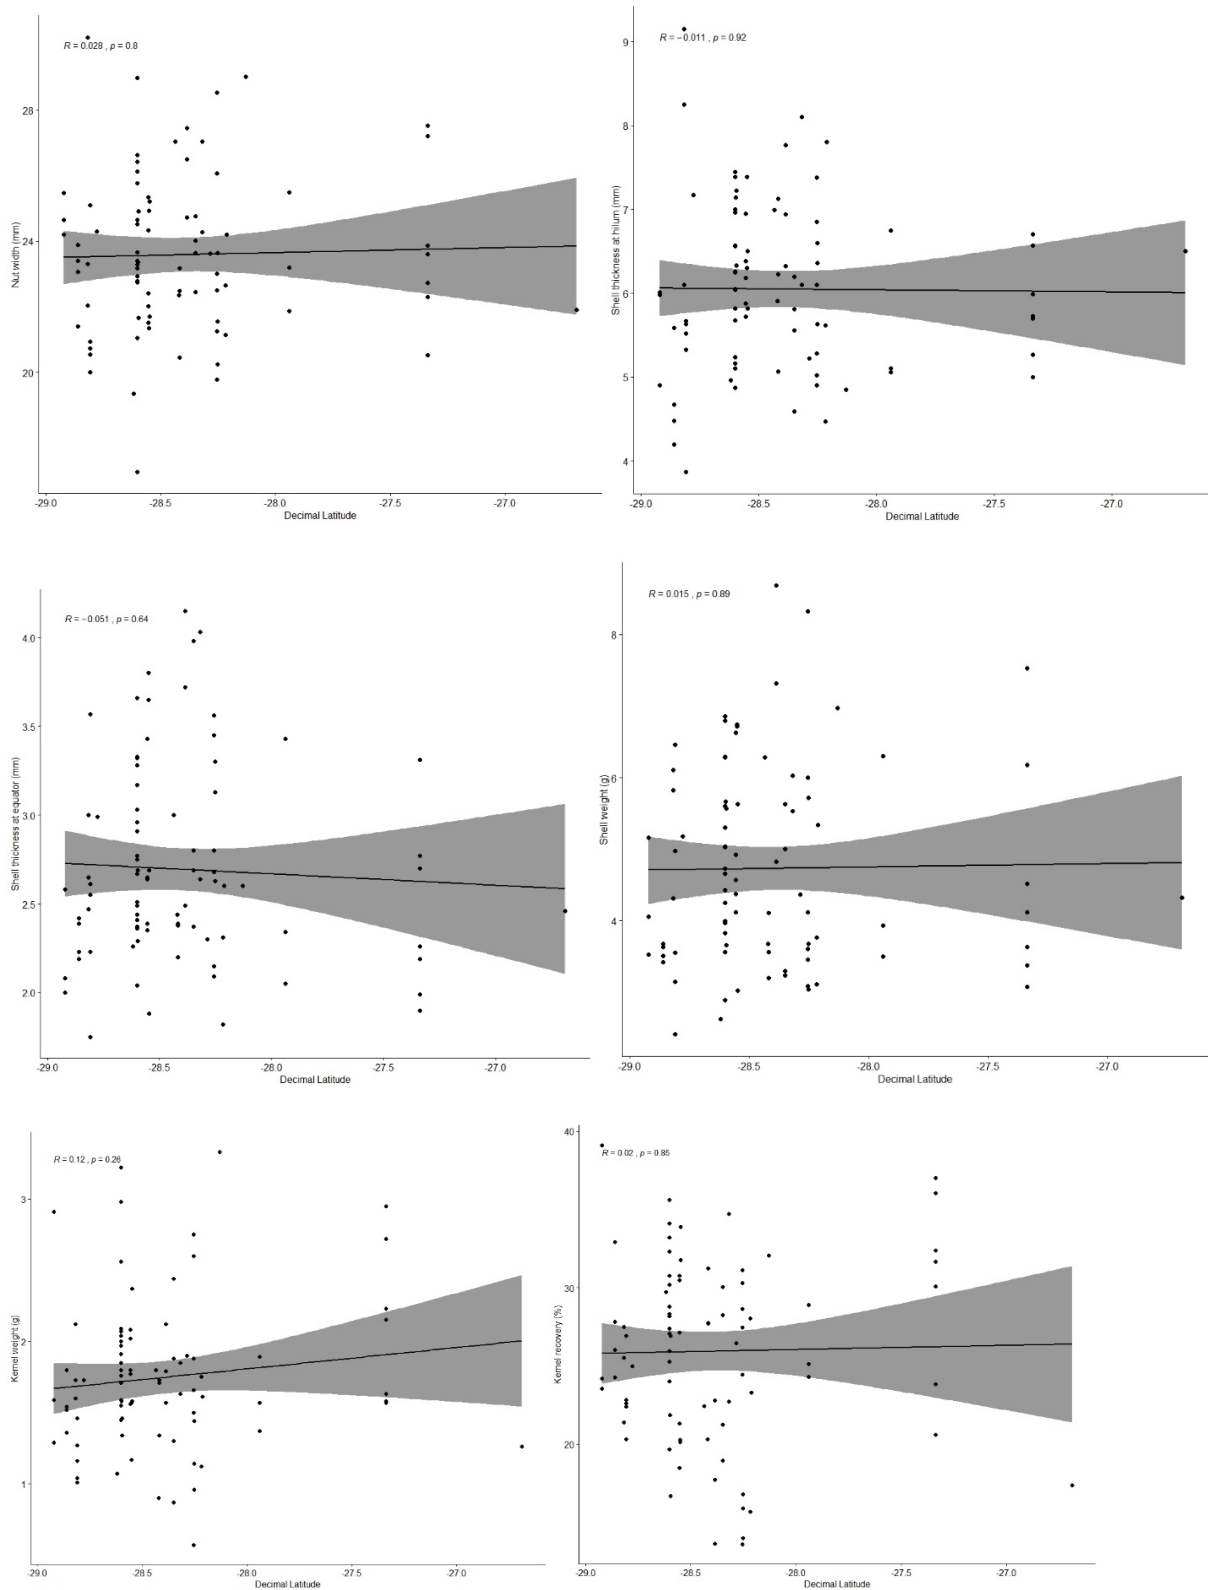 R = 0.028 , p = 0.8
28
24
20
Nut width (mm)
-29.0 -28.5 -28.0 -27.5 -27.0
Decimal Latitude
R = −0.011 , p = 0.92
9
8
7
6
5
4
Shell thickness at hilum (mm)
-29.0 -28.5 -28.0 -27.5 -27.0
Decimal Latitude
R = −0.051 , p = 0.64
4.0
3.5
3.0
2.5
2.0
Shell thickness at equator (mm)
-29.0 -28.5 -28.0 -27.5 -27.0
Decimal Latitude
R = 0.015 , p = 0.89
8
6
4
Shell weight (g)
-29.0 -28.5 -28.0 -27.5 -27.0
Decimal Latitude
R = 0.12 , p = 0.26
3
2
1
Kernel weight (g)
-29.0 -28.5 -28.0 -27.5 -27.0
Decimal Latitude
R = 0.02 , p = 0.85
40
30
20
Kernel recovery (%)
-29.0 -28.5 -28.0 -27.5 -27.0
Decimal Latitude